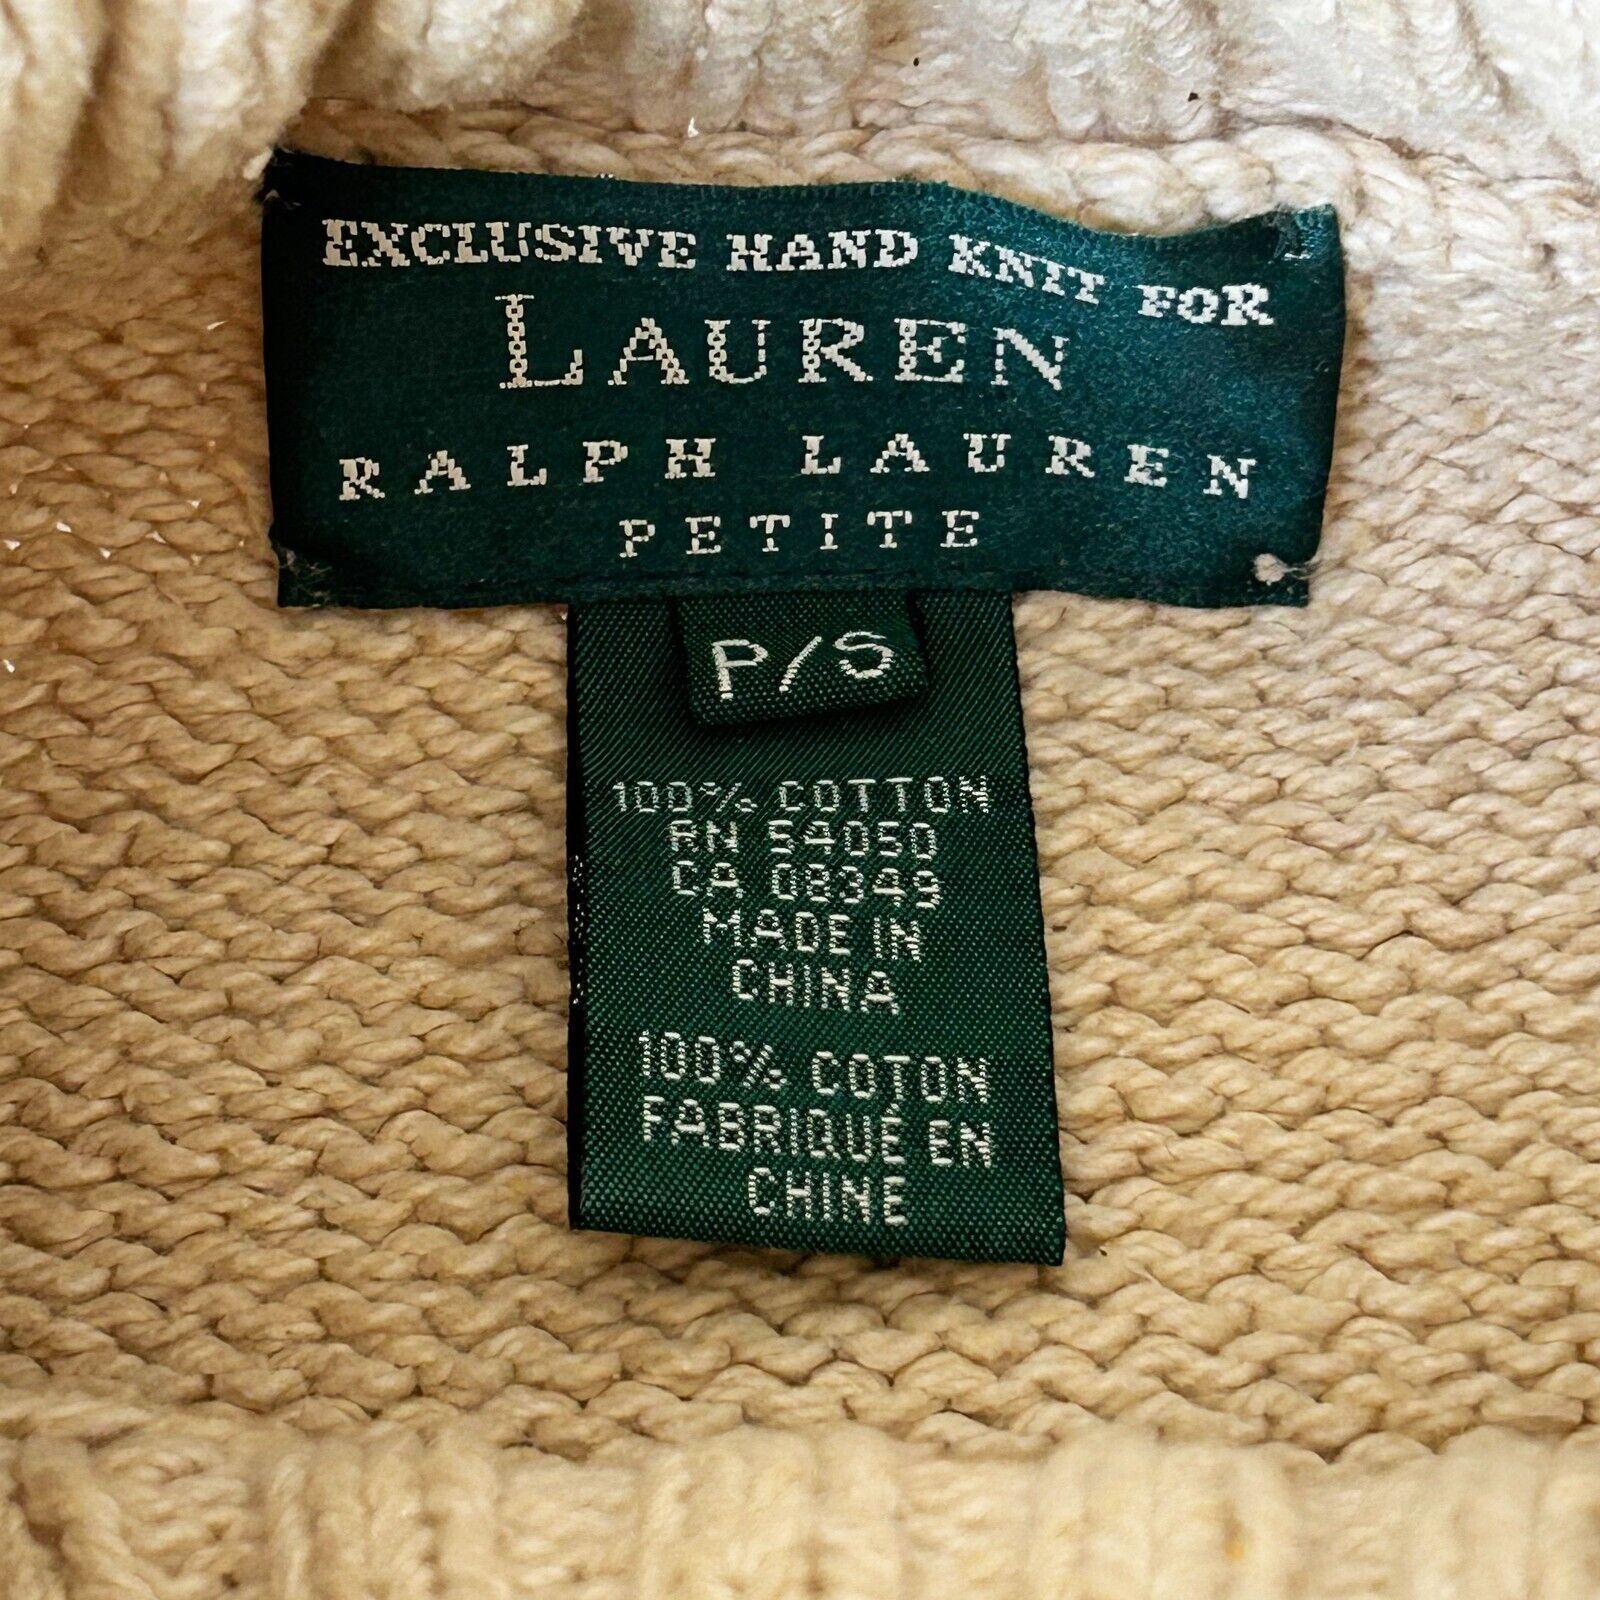 EXCLUSIVE HAND KNIT FOR
LAUREN
RALPH LAUREN
PETITE
P/S
100% COTTON
RN 54050
CA 08349
MADE IN
CHINA
100% COTON
FABRIQUÉ EN
CHINE